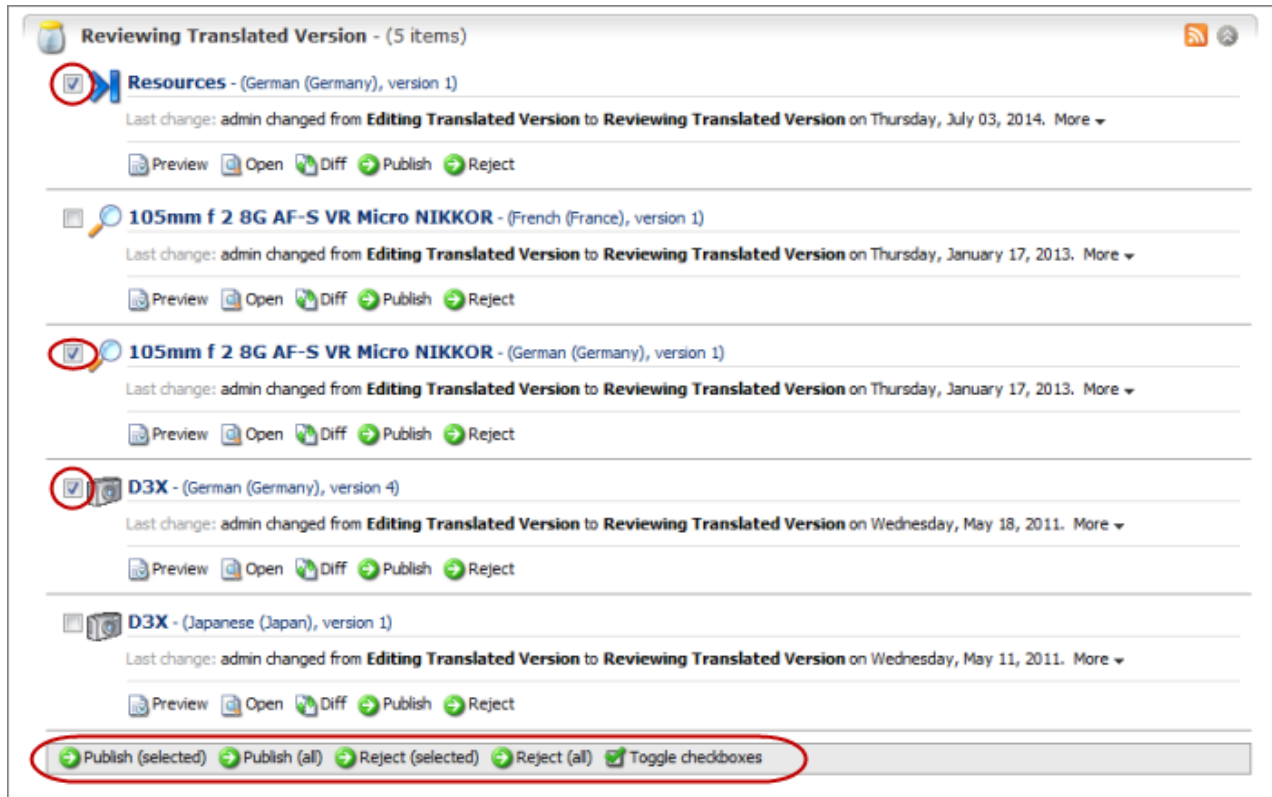 Reviewing Translated Version - (5 items)
Resources - (German (Germany), version 1)
Last change: admin changed from Editing Translated Version to Reviewing Translated Version on Thursday, July 03, 2014. More
Preview Open Diff Publish Reject
105mm f 2 8G AF-S VR Micro NIKKOR - (French (France), version 1)
Last change: admin changed from Editing Translated Version to Reviewing Translated Version on Thursday, January 17, 2013. More
Preview Open Diff Publish Reject
105mm f 2 8G AF-S VR Micro NIKKOR - (German (Germany), version 1)
Last change: admin changed from Editing Translated Version to Reviewing Translated Version on Thursday, January 17, 2013. More
Preview Open Diff Publish Reject
D3X - (German (Germany), version 4)
Last change: admin changed from Editing Translated Version to Reviewing Translated Version on Wednesday, May 18, 2011. More
Preview Open Diff Publish Reject
D3X - (Japanese (Japan), version 1)
Last change: admin changed from Editing Translated Version to Reviewing Translated Version on Wednesday, May 11, 2011. More
Preview Open Diff Publish Reject
Publish (selected) Publish (all) Reject (selected) Reject (all) Toggle checkboxes